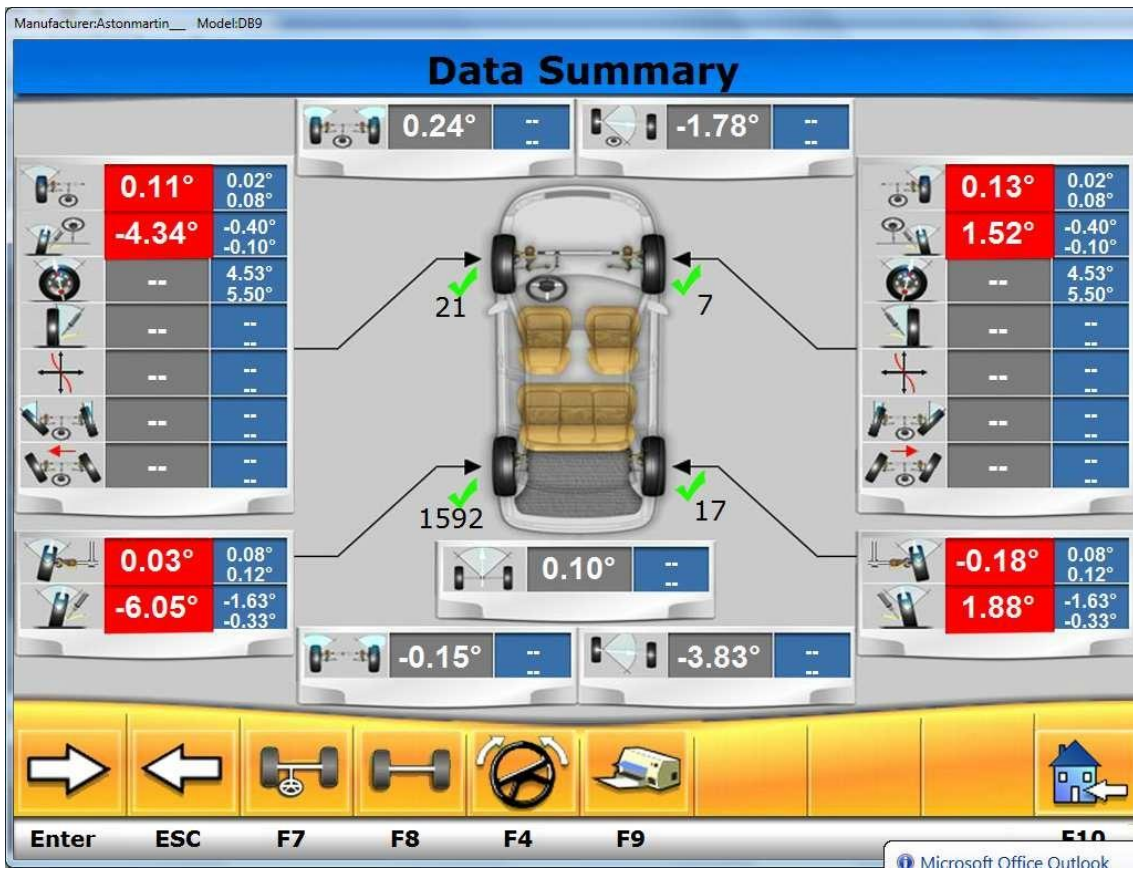 Manufacturer:Astonmartin__ Model:DB9
Data Summary
0.24° -- --
-1.78° -- --
0.11° 0.02° 0.08°
-4.34° -0.40° -0.10°
-- 4.53° 5.50°
-- -- --
-- -- --
-- -- --
-- -- --
0.13° 0.02° 0.08°
1.52° -0.40° -0.10°
-- 4.53° 5.50°
-- -- --
-- -- --
-- -- --
-- -- --
21
7
1592
17
0.03° 0.08° 0.12°
-6.05° -1.63° -0.33°
0.10° -- --
-0.18° 0.08° 0.12°
1.88° -1.63° -0.33°
-0.15° -- --
-3.83° -- --
Enter ESC F7 F8 F4 F9 F10
Microsoft Office Outlook